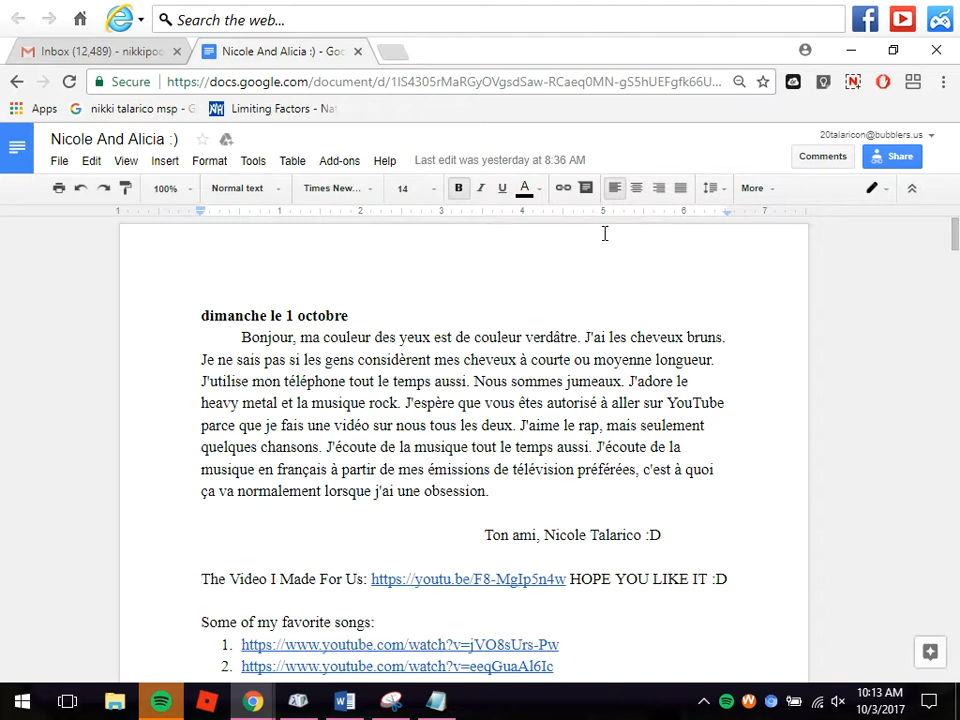 Search the web...
Inbox (12,489) - nikkipo
Nicole And Alicia :) - Goo
Secure
https://docs.google.com/document/d/1IS4305rMaRGyOVgsdSaw-RCaeq0MN-gS5hUEFgfk66U...
Apps
nikki talarico msp - G
Limiting Factors - Na
Nicole And Alicia :)
20talaricon@bubblers.us
File Edit View Insert Format Tools Table Add-ons Help
Last edit was yesterday at 8:36 AM
Comments
Share
100%
Normal text
Times New...
14
B I U A
More
1 1 2 3 4 5 6 7
dimanche le 1 octobre
Bonjour, ma couleur des yeux est de couleur verdâtre. J'ai les cheveux bruns.
Je ne sais pas si les gens considèrent mes cheveux à courte ou moyenne longueur.
J'utilise mon téléphone tout le temps aussi. Nous sommes jumeaux. J'adore le
heavy metal et la musique rock. J'espère que vous êtes autorisé à aller sur YouTube
parce que je fais une vidéo sur nous tous les deux. J'aime le rap, mais seulement
quelques chansons. J'écoute de la musique tout le temps aussi. J'écoute de la
musique en français à partir de mes émissions de télévision préférées, c'est à quoi
ça va normalement lorsque j'ai une obsession.
Ton ami, Nicole Talarico :D
The Video I Made For Us: https://youtu.be/F8-MgIp5n4w HOPE YOU LIKE IT :D
Some of my favorite songs:
1. https://www.youtube.com/watch?v=jVO8sUrs-Pw
2. https://www.youtube.com/watch?v=eeqGuaAl6Ic
10:13 AM
10/3/2017